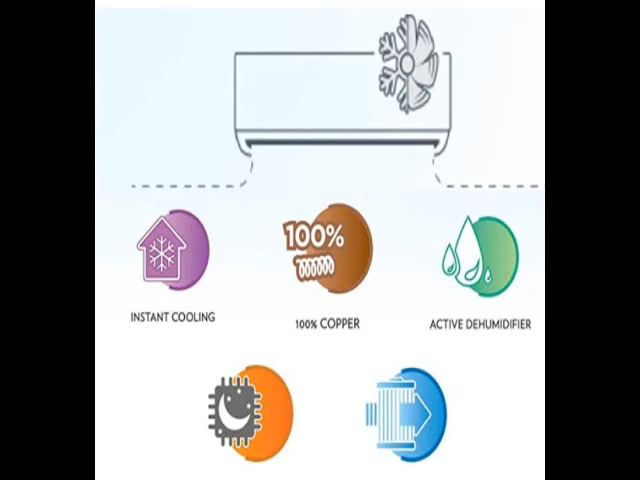 100%
INSTANT COOLING
100% COPPER
ACTIVE DEHUMIDIFIER